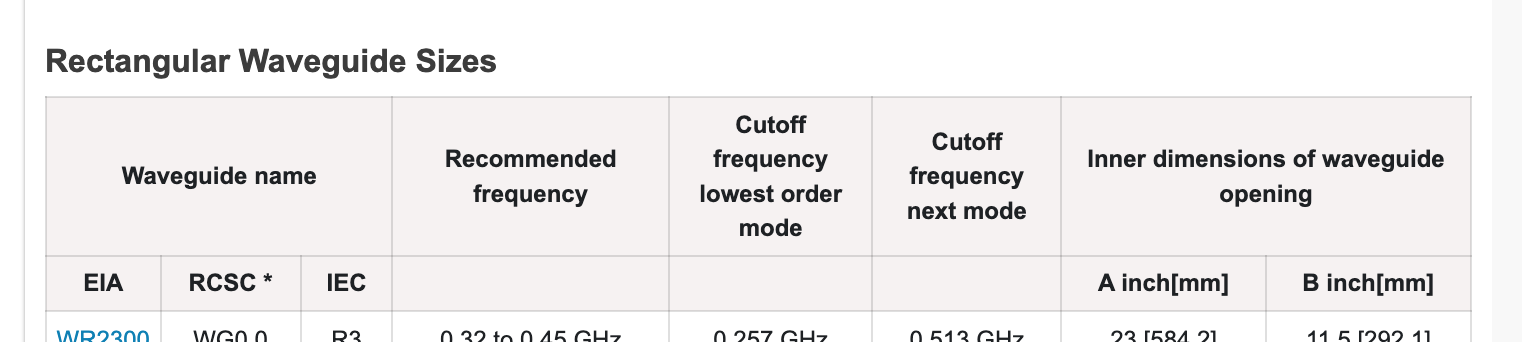 Rectangular Waveguide Sizes
Waveguide name
Recommended
frequency
Cutoff
frequency
lowest order
mode
Cutoff
frequency
next mode
Inner dimensions of waveguide
opening
EIA RCSC * IEC A inch[mm] B inch[mm]
WR2300 WG0.0 R3 0.32 to 0.45 GHz 0.257 GHz 0.513 GHz 23 [584.2] 11.5 [292.1]